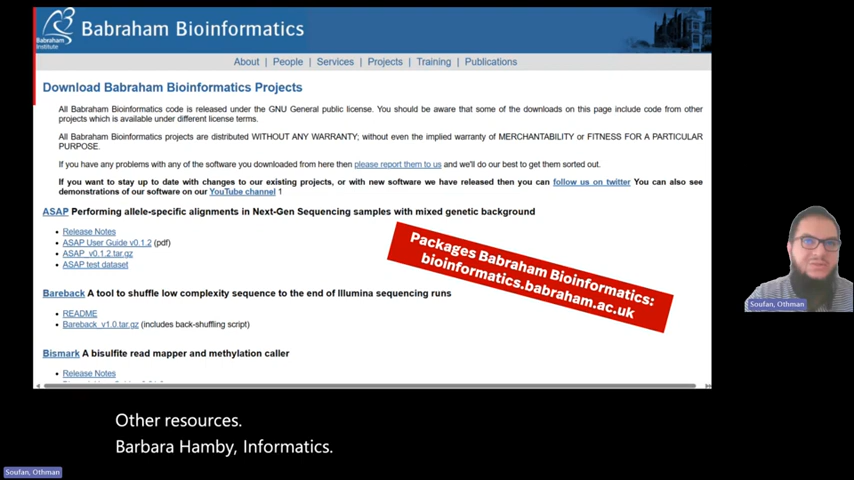 Babraham Institute
Babraham Bioinformatics
About | People | Services | Projects | Training | Publications
Download Babraham Bioinformatics Projects
All Babraham Bioinformatics code is released under the GNU General public license. You should be aware that some of the downloads on this page include code from other
projects which is available under different license terms.
All Babraham Bioinformatics projects are distributed WITHOUT ANY WARRANTY; without even the implied warranty of MERCHANTABILITY or FITNESS FOR A PARTICULAR
PURPOSE.
If you have any problems with any of the software you downloaded from here then please report them to us and we'll do our best to get them sorted out.
If you want to stay up to date with changes to our existing projects, or with new software we have released then you can follow us on twitter You can also see
demonstrations of our software on our YouTube channel 1
ASAP Performing allele-specific alignments in Next-Gen Sequencing samples with mixed genetic background
• Release Notes
• ASAP User Guide v0.1.2 (pdf)
• ASAP_v0.1.2.tar.gz
• ASAP test dataset
Packages Babraham Bioinformatics:
bioinformatics.babraham.ac.uk
Bareback A tool to shuffle low complexity sequence to the end of Illumina sequencing runs
• README
• Bareback_v1.0.tar.gz (includes back-shuffling script)
Bismark A bisulfite read mapper and methylation caller
• Release Notes
Soufan, Othman
Other resources.
Barbara Hamby, Informatics.
Soufan, Othman